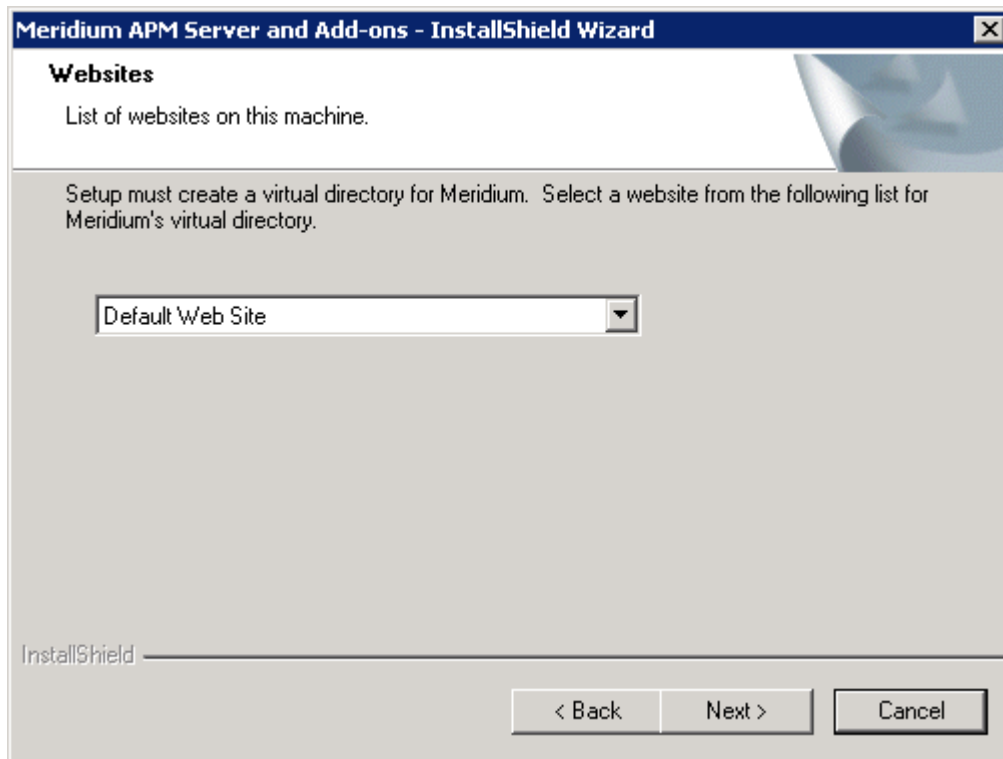 Meridium APM Server and Add-ons - InstallShield Wizard
Websites
List of websites on this machine.
Setup must create a virtual directory for Meridium.  Select a website from the following list for
Meridium's virtual directory.
Default Web Site
InstallShield
< Back
Next >
Cancel